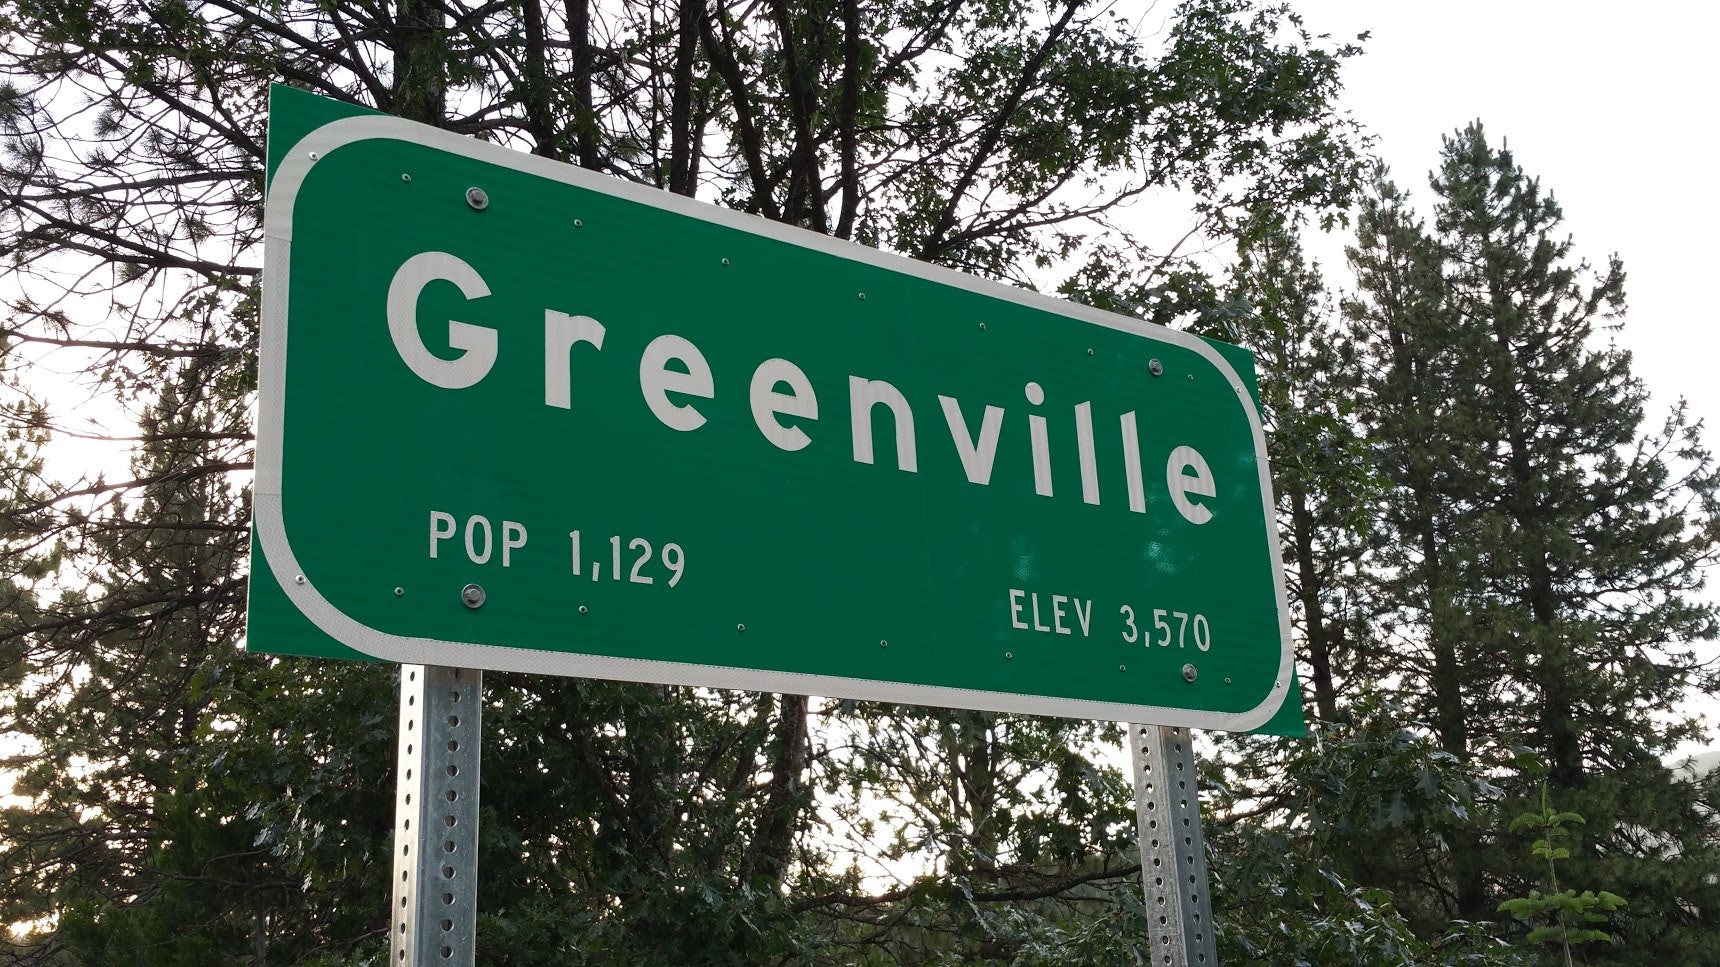 Greenville
POP 1,129
ELEV 3,570